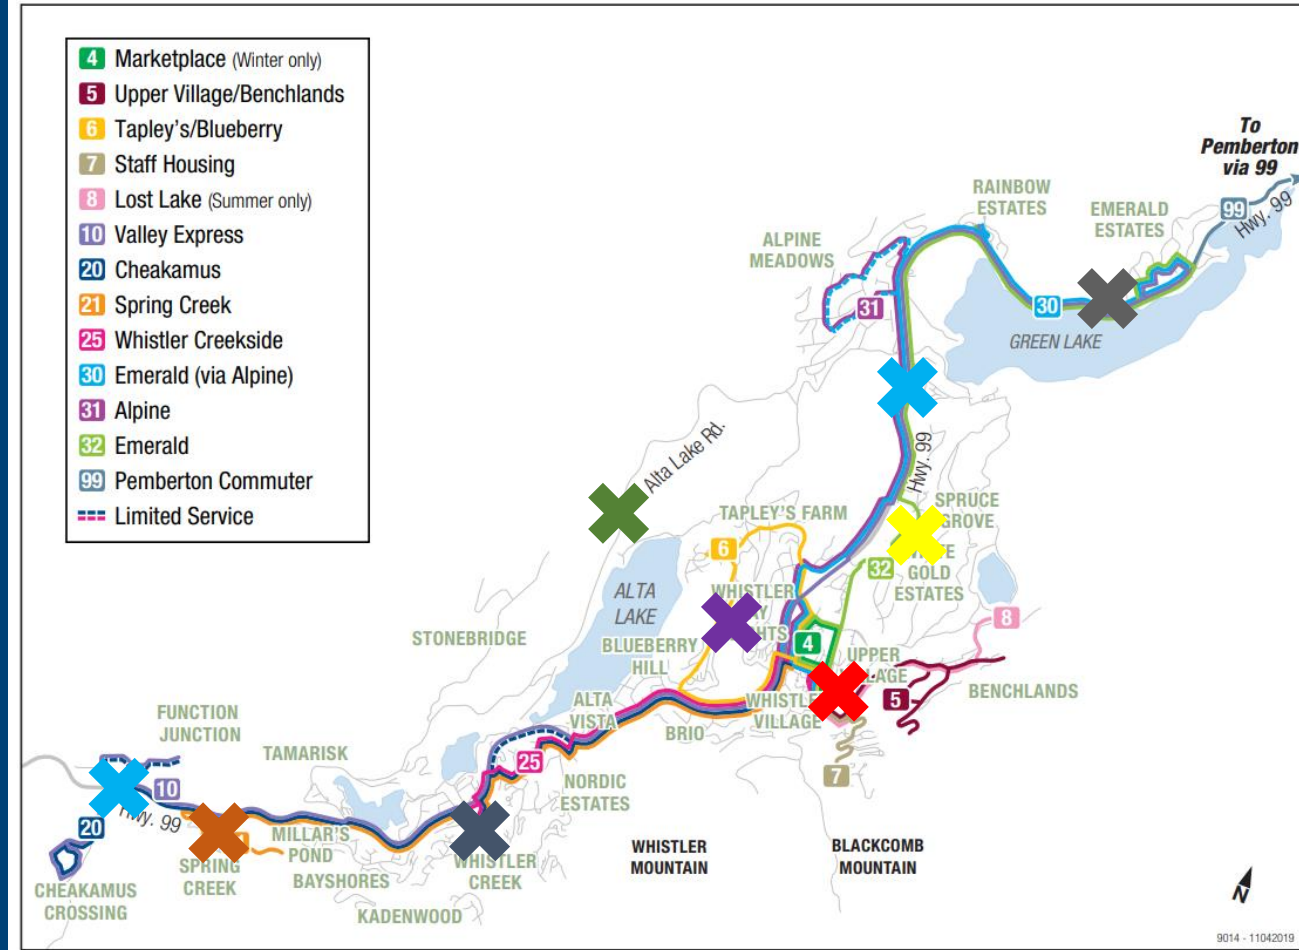 4 Marketplace (Winter only)
5 Upper Village/Benchlands
6 Tapley's/Blueberry
7 Staff Housing
8 Lost Lake (Summer only)
10 Valley Express
20 Cheakamus
21 Spring Creek
25 Whistler Creekside
30 Emerald (via Alpine)
31 Alpine
32 Emerald
99 Pemberton Commuter
Limited Service
To
Pemberton
via 99
99
Hwy. 99
RAINBOW
ESTATES
EMERALD
ESTATES
ALPINE
MEADOWS
31
30
GREEN LAKE
Alta Lake Rd.
Hwy. 99
SPRUCE
GROVE
TAPLEY'S FARM
6
32
GOLD
ESTATES
ALTA
LAKE
WHISTLER
8
STONEBRIDGE
BLUEBERRY
HILL
4
UPPER
BENCHLANDS
5
VILLAGE
ALTA
VISTA
BRIO
FUNCTION
JUNCTION
TAMARISK
25
NORDIC
ESTATES
7
10
Hwy. 99
20
MILLAR'S
POND
SPRING
CREEK
BAYSHORES
WHISTLER
CREEK
KADENWOOD
CHEAKAMUS
CROSSING
WHISTLER
MOUNTAIN
BLACKCOMB
MOUNTAIN
N
9014 - 11042019